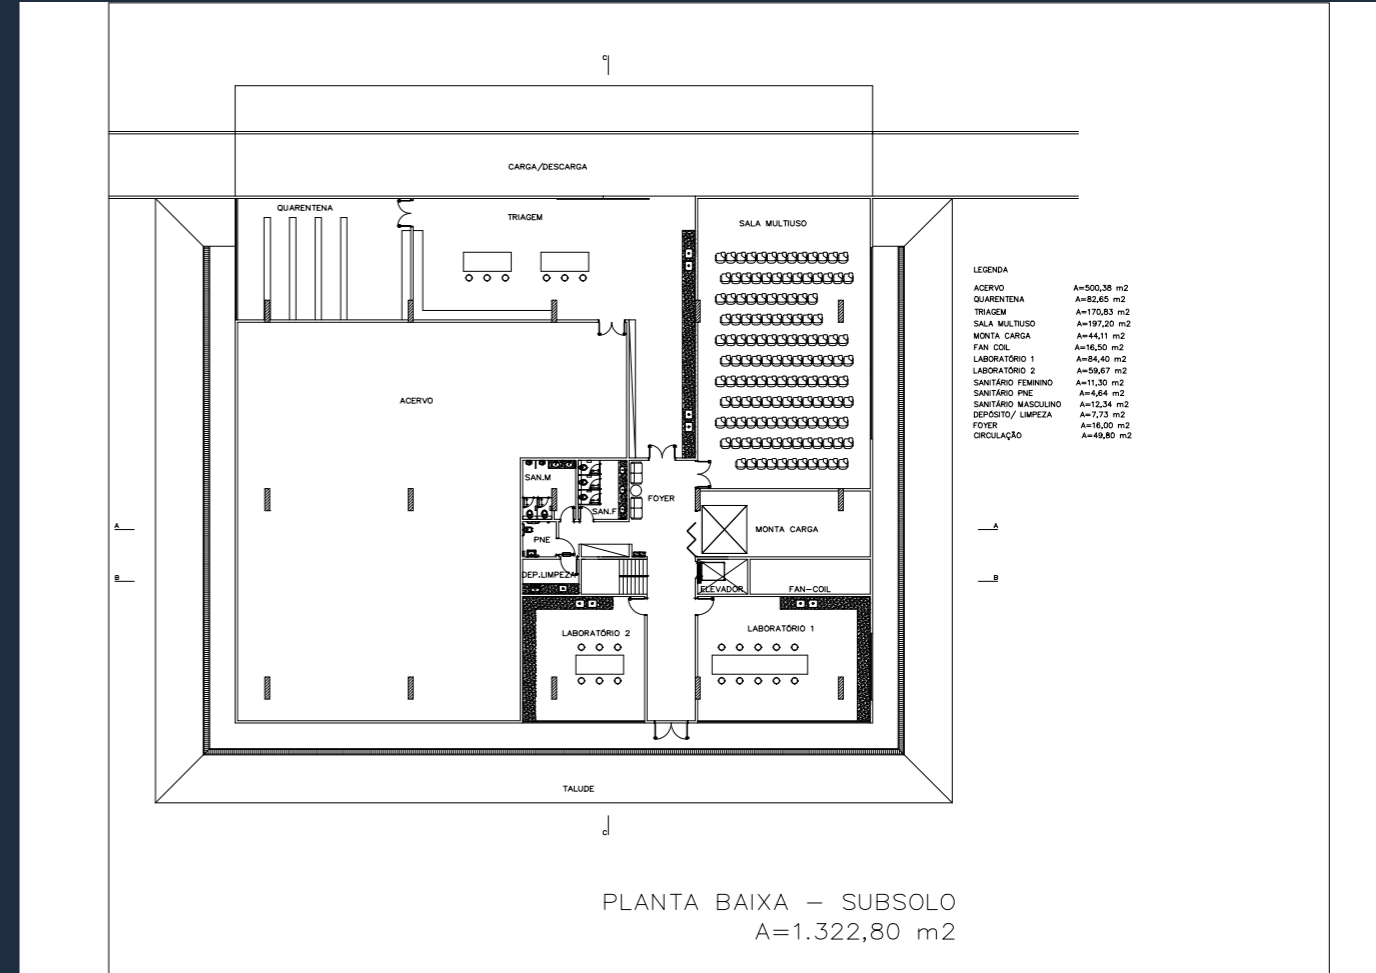 C
CARGA/DESCARGA
QUARENTENA
TRIAGEM
SALA MULTIUSO
LEGENDA
ACERVO A=500,38 m2
QUARENTENA A=82,65 m2
TRIAGEM A=170,83 m2
SALA MULTIUSO A=197,20 m2
MONTA CARGA A=44,11 m2
FAN COIL A=16,50 m2
LABORATÓRIO 1 A=84,40 m2
LABORATÓRIO 2 A=59,67 m2
SANITÁRIO FEMININO A=11,30 m2
SANITÁRIO PNE A=4,64 m2
SANITÁRIO MASCULINO A=12,34 m2
DEPÓSITO/ LIMPEZA A=7,73 m2
FOYER A=16,00 m2
CIRCULAÇÃO A=49,80 m2
ACERVO
SAN.M
SAN.F
FOYER
A
MONTA CARGA
A
PNE
B
DEP.LIMPEZA
ELEVADOR
FAN-COIL
B
LABORATÓRIO 2
LABORATÓRIO 1
TALUDE
C
PLANTA BAIXA – SUBSOLO
A=1.322,80 m2